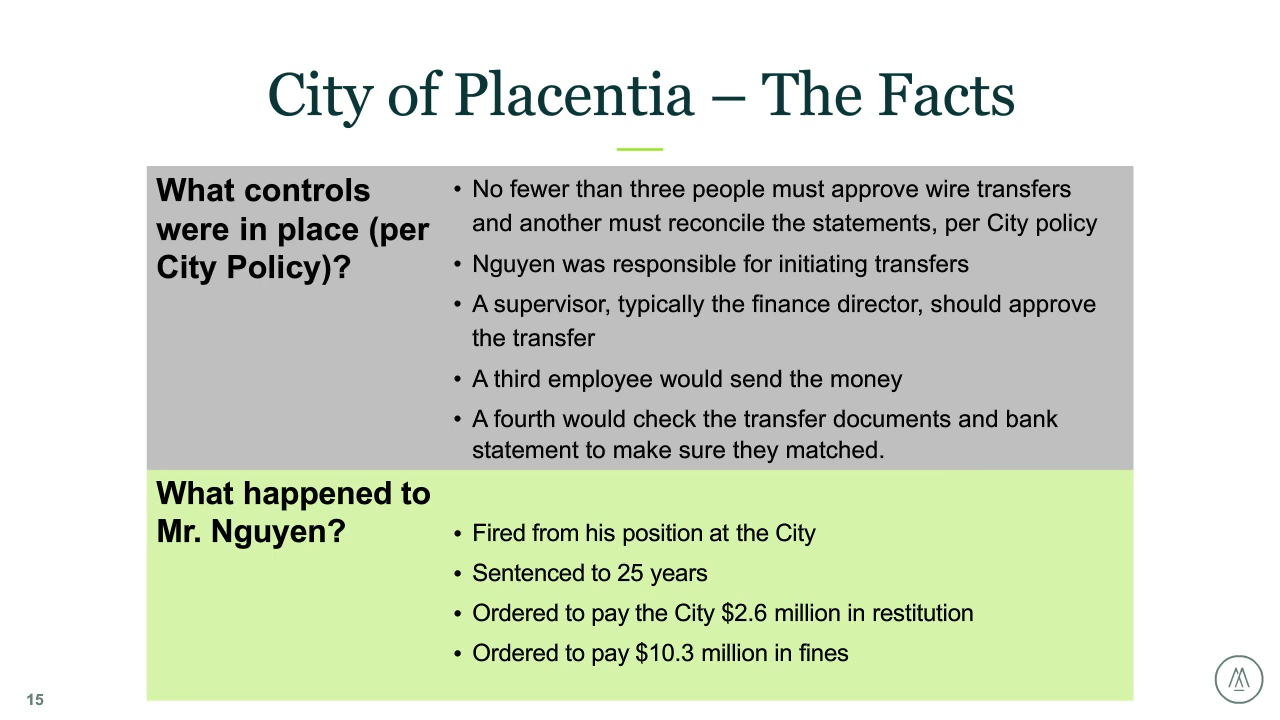 City of Placentia – The Facts
What controls
were in place (per
City Policy)?
• No fewer than three people must approve wire transfers
and another must reconcile the statements, per City policy
• Nguyen was responsible for initiating transfers
• A supervisor, typically the finance director, should approve
the transfer
• A third employee would send the money
• A fourth would check the transfer documents and bank
statement to make sure they matched.
What happened to
Mr. Nguyen?
• Fired from his position at the City
• Sentenced to 25 years
• Ordered to pay the City $2.6 million in restitution
• Ordered to pay $10.3 million in fines
15